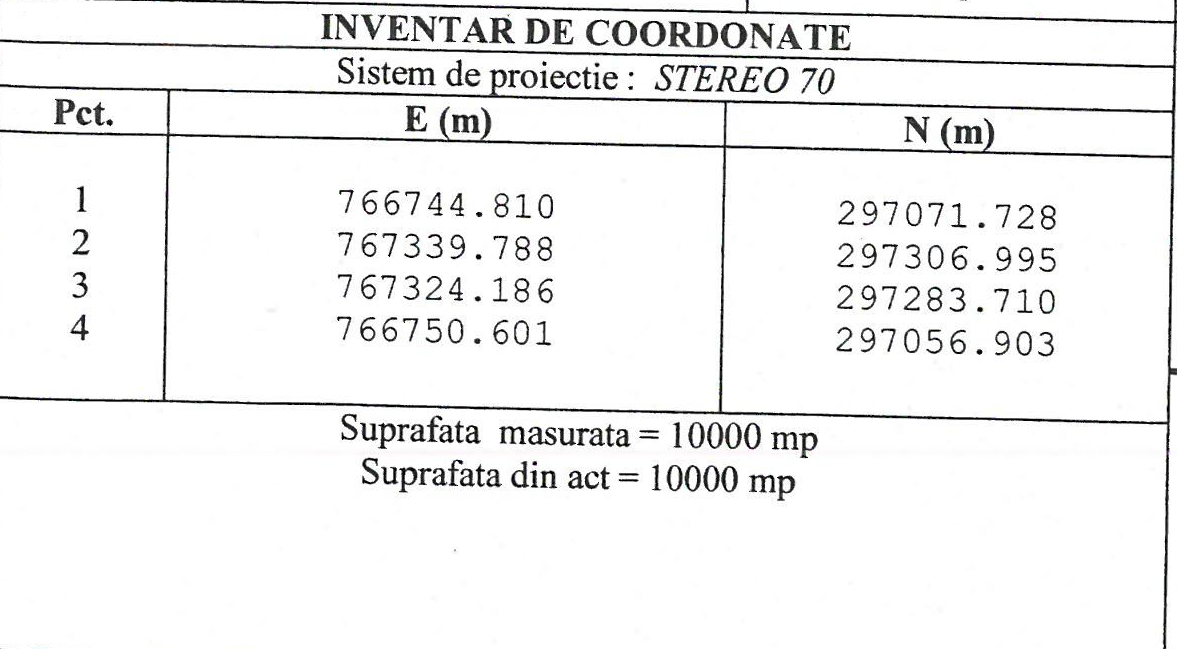 INVENTAR DE COORDONATE
Sistem de proiectie : STEREO 70
Pct. E (m) N (m)
1 766744.810 297071.728
2 767339.788 297306.995
3 767324.186 297283.710
4 766750.601 297056.903
Suprafata masurata = 10000 mp
Suprafata din act = 10000 mp